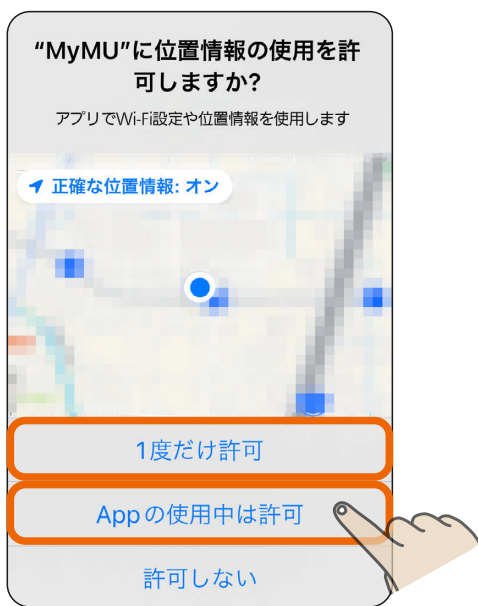 “MyMU”に位置情報の使用を許
可しますか?
アプリでWi-Fi設定や位置情報を使用します
正確な位置情報: オン
1度だけ許可
Appの使用中は許可
許可しない